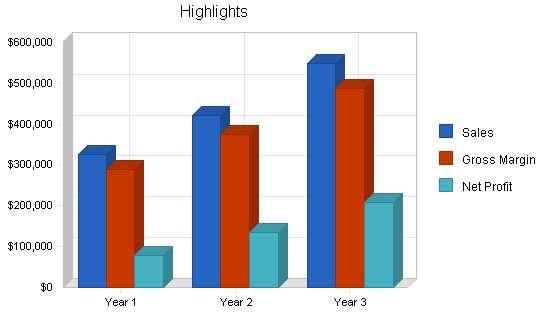 Highlights
$600,000
$500,000
$400,000
$300,000
$200,000
$100,000
$0
Year 1
Year 2
Year 3
Sales
Gross Margin
Net Profit